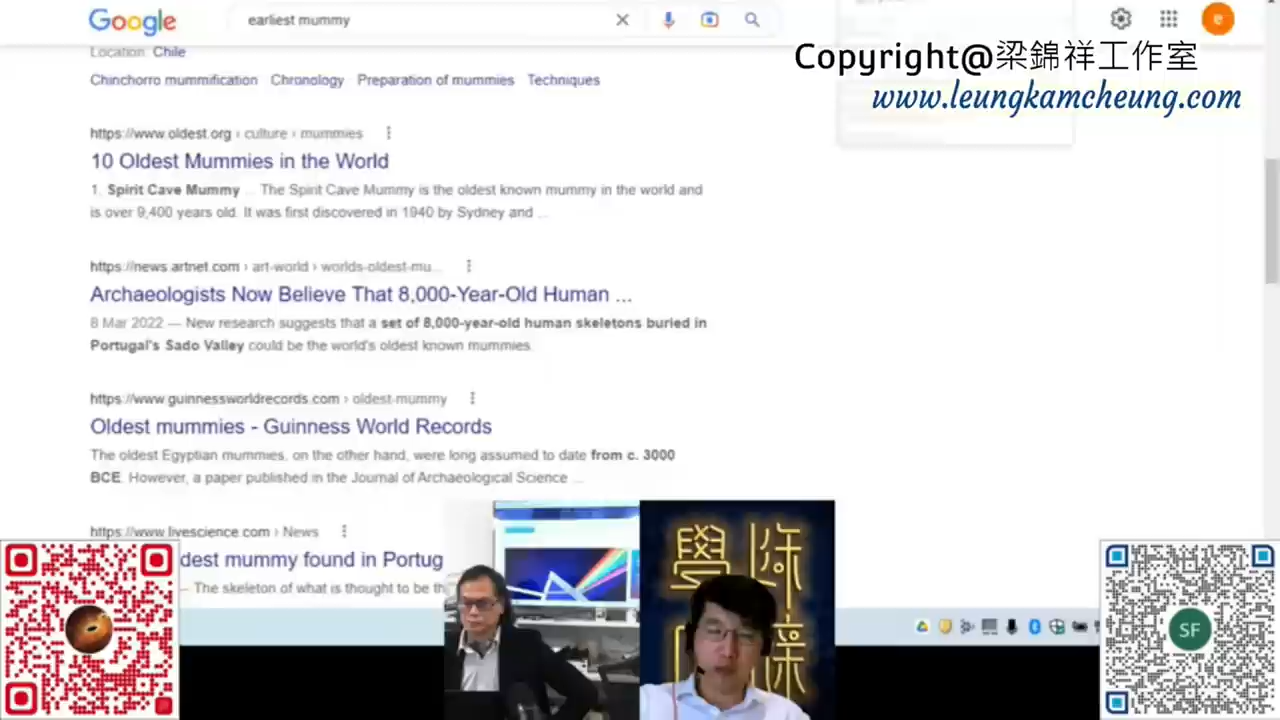 Google
earliest mummy
e
Location: Chile
Copyright@梁錦祥工作室
www.leungkamcheung.com
Chinchorro mummification Chronology Preparation of mummies Techniques
https://www.oldest.org › culture › mummies
10 Oldest Mummies in the World
1. Spirit Cave Mummy ... The Spirit Cave Mummy is the oldest known mummy in the world and
is over 9,400 years old. It was first discovered in 1940 by Sydney and ...
https://news.artnet.com › art-world › worlds-oldest-mu...
Archaeologists Now Believe That 8,000-Year-Old Human ...
8 Mar 2022 — New research suggests that a set of 8,000-year-old human skeletons buried in
Portugal's Sado Valley could be the world's oldest known mummies.
https://www.guinnessworldrecords.com › oldest-mummy
Oldest mummies - Guinness World Records
The oldest Egyptian mummies, on the other hand, were long assumed to date from c. 3000
BCE. However, a paper published in the Journal of Archaeological Science ...
https://www.livescience.com › News
dest mummy found in Portug
— The skeleton of what is thought to be th
學
SF